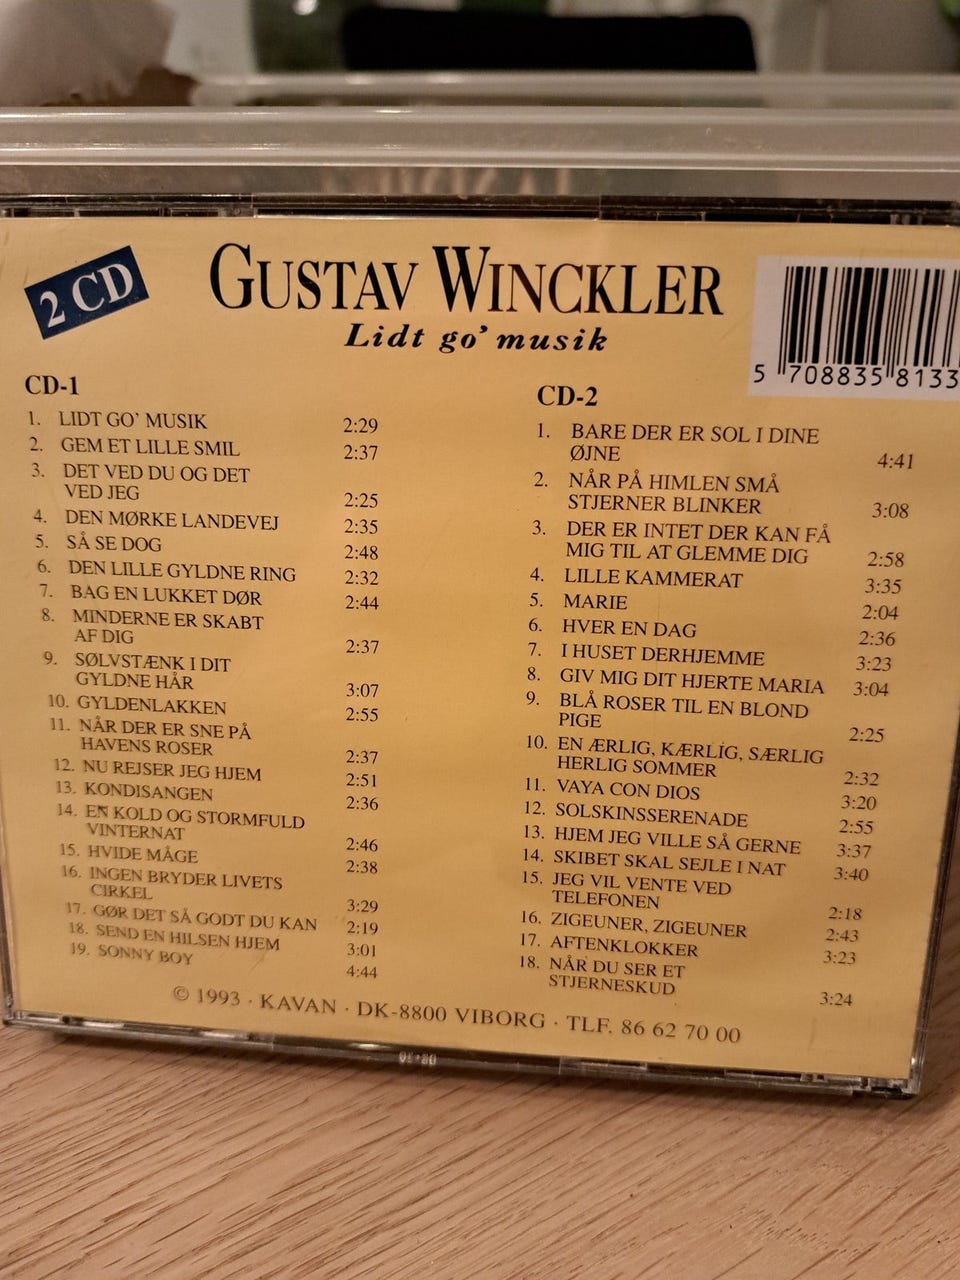 2 CD
GUSTAV WINCKLER
Lidt go' musik
5 708835 8133
CD-1
1. LIDT GO' MUSIK 2:29
2. GEM ET LILLE SMIL 2:37
3. DET VED DU OG DET
VED JEG 2:25
4. DEN MØRKE LANDEVEJ 2:35
5. SÅ SE DOG 2:48
6. DEN LILLE GYLDNE RING 2:32
7. BAG EN LUKKET DØR 2:44
8. MINDERNE ER SKABT
AF DIG 2:37
9. SØLVSTÆNK I DIT
GYLDNE HÅR 3:07
10. GYLDENLAKKEN 2:55
11. NÅR DER ER SNE PÅ
HAVENS ROSER 2:37
12. NU REJSER JEG HJEM 2:51
13. KONDISANGEN 2:36
14. EN KOLD OG STORMFULD
VINTERNAT 2:46
15. HVIDE MÅGE 2:38
16. INGEN BRYDER LIVETS
CIRKEL 3:29
17. GØR DET SÅ GODT DU KAN 2:19
18. SEND EN HILSEN HJEM 3:01
19. SONNY BOY 4:44
CD-2
1. BARE DER ER SOL I DINE
ØJNE 4:41
2. NÅR PÅ HIMLEN SMÅ
STJERNER BLINKER 3:08
3. DER ER INTET DER KAN FÅ
MIG TIL AT GLEMME DIG 2:58
4. LILLE KAMMERAT 3:35
5. MARIE 2:04
6. HVER EN DAG 2:36
7. I HUSET DERHJEMME 3:23
8. GIV MIG DIT HJERTE MARIA 3:04
9. BLÅ ROSER TIL EN BLOND
PIGE 2:25
10. EN ÆRLIG, KÆRLIG, SÆRLIG
HERLIG SOMMER 2:32
11. VAYA CON DIOS 3:20
12. SOLSKINSSERENADE 2:55
13. HJEM JEG VILLE SÅ GERNE 3:37
14. SKIBET SKAL SEJLE I NAT 3:40
15. JEG VIL VENTE VED
TELEFONEN 2:18
16. ZIGEUNER, ZIGEUNER 2:43
17. AFTENKLOKKER 3:23
18. NÅR DU SER ET
STJERNESKUD 3:24
© 1993 · KAVAN · DK-8800 VIBORG · TLF. 86 62 70 00